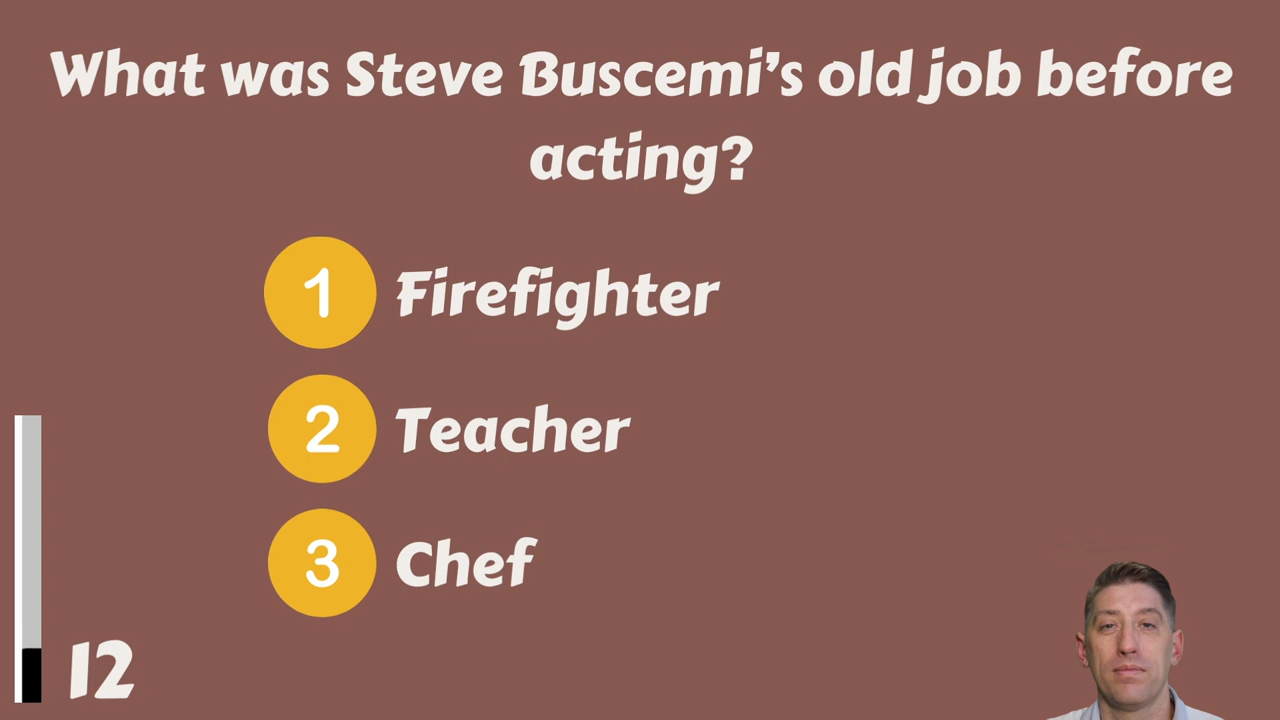 What was Steve Buscemi's old job before
acting?
1 Firefighter
2 Teacher
3 Chef
12